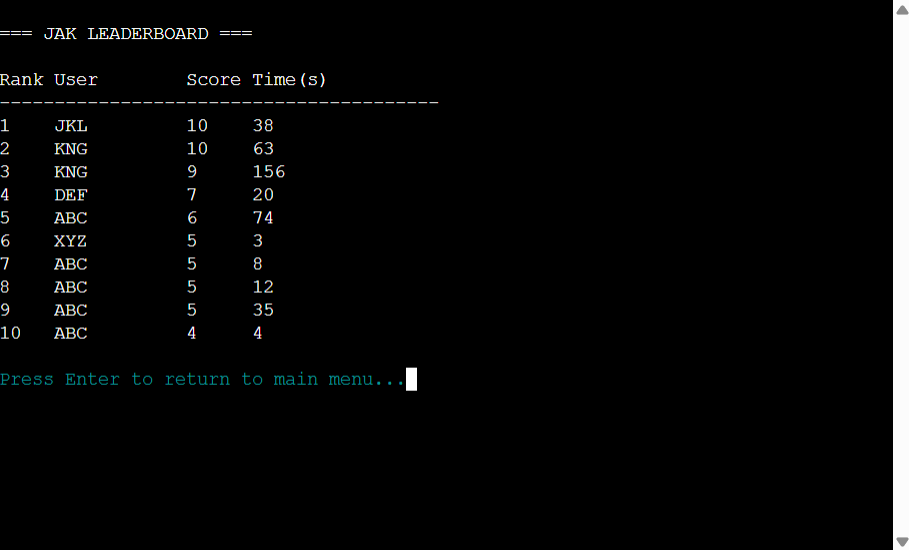 === JAK LEADERBOARD ===
Rank User Score Time(s)
----------------------------------------
1 JKL 10 38
2 KNG 10 63
3 KNG 9 156
4 DEF 7 20
5 ABC 6 74
6 XYZ 5 3
7 ABC 5 8
8 ABC 5 12
9 ABC 5 35
10 ABC 4 4
Press Enter to return to main menu...